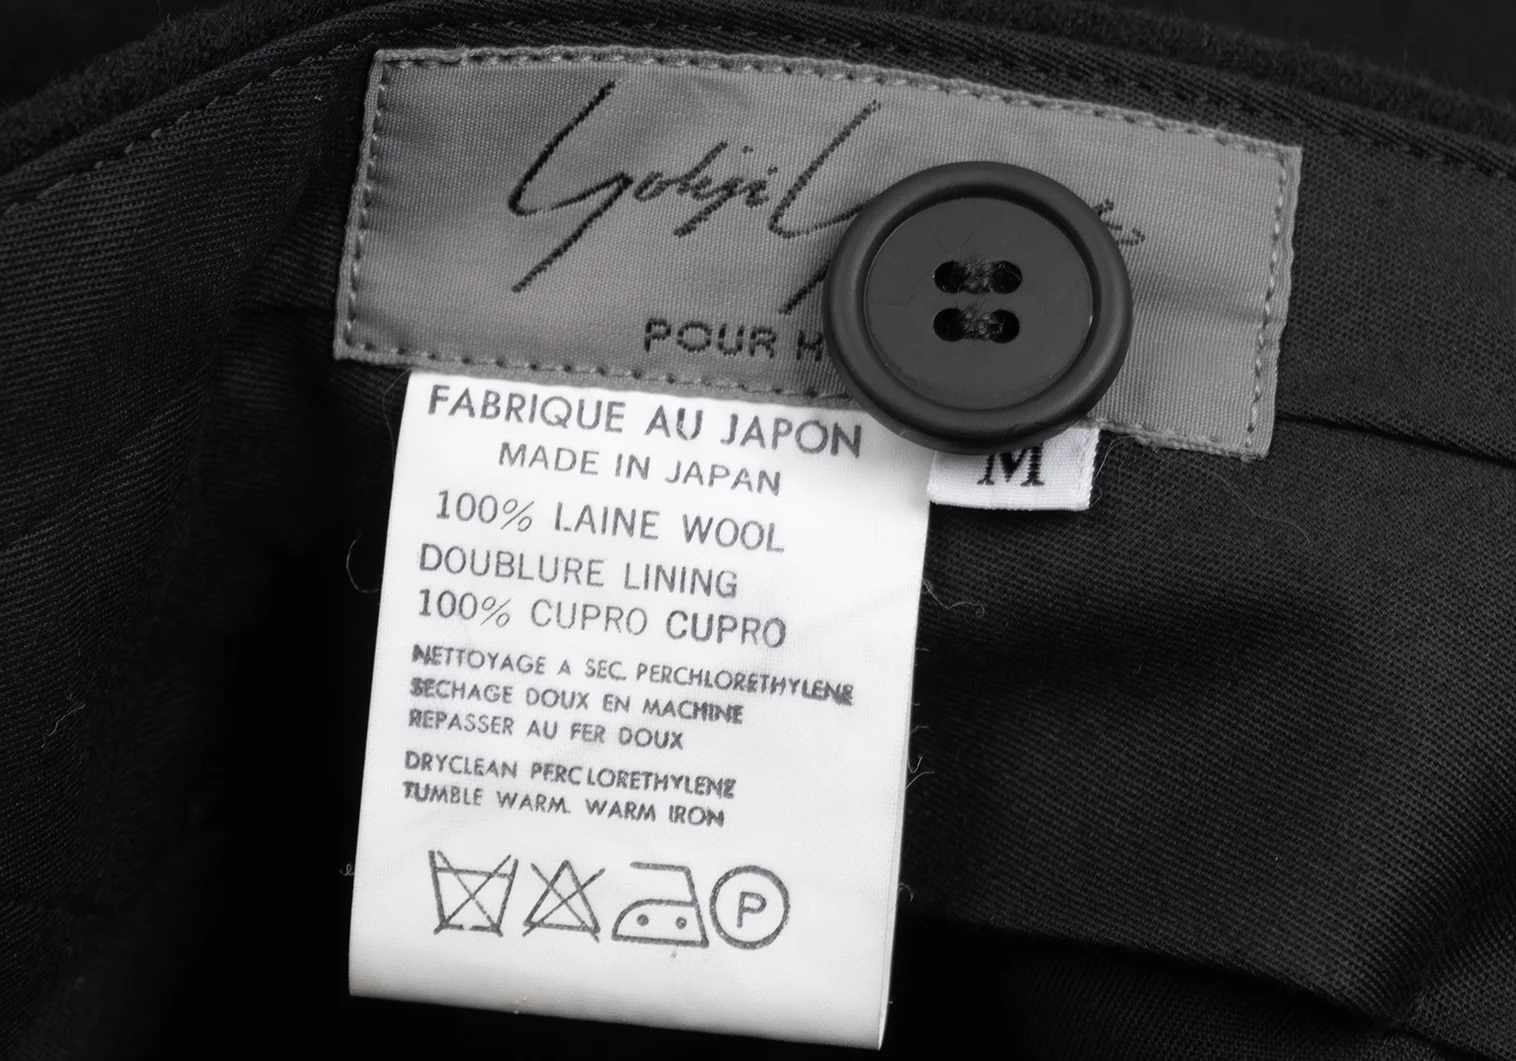 Yohji Y
POUR H
FABRIQUE AU JAPON
MADE IN JAPAN
M
100% LAINE WOOL
DOUBLURE LINING
100% CUPRO CUPRO
NETTOYAGE A SEC. PERCHLORETHYLENE
SECHAGE DOUX EN MACHINE
REPASSER AU FER DOUX
DRYCLEAN PERCLORETHYLENE
TUMBLE WARM. WARM IRON
P